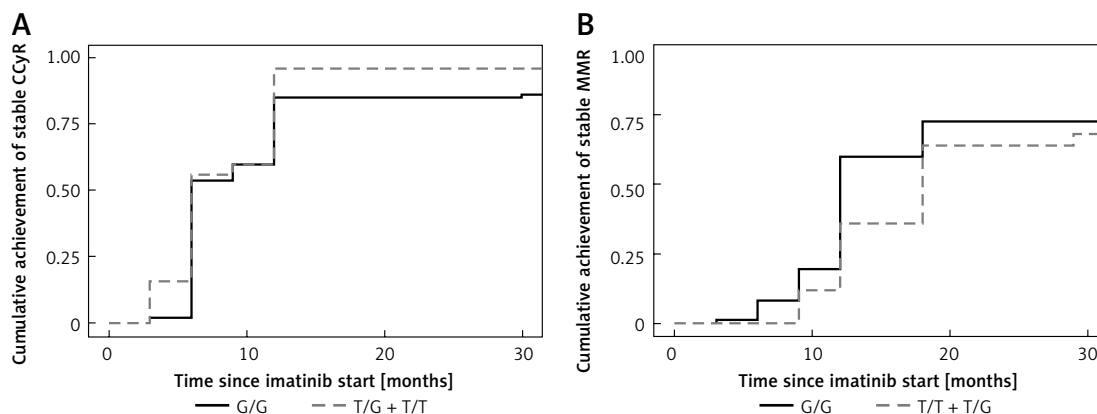 A
Cumulative achievement of stable CCyR
1.00
0.75
0.50
0.25
0
0 10 20 30
Time since imatinib start [months]
G/G T/G + T/T
B
Cumulative achievement of stable MMR
1.00
0.75
0.50
0.25
0
0 10 20 30
Time since imatinib start [months]
G/G T/T + T/G